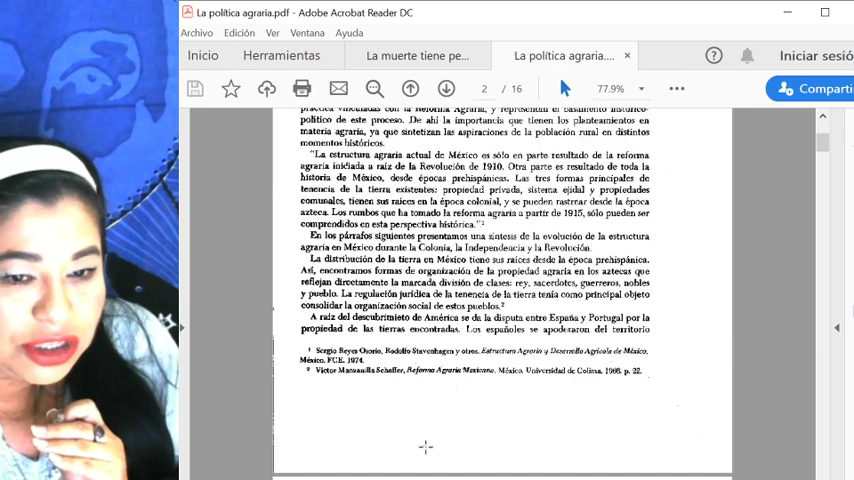 La política agraria.pdf - Adobe Acrobat Reader DC
Archivo Edición Ver Ventana Ayuda
Inicio Herramientas La muerte tiene pe... La política agraria.... × Iniciar sesió
2 / 16 77.9% Comparti
práctica vinculadas con la Reforma Agraria, y representen el basamento histórico-
político de este proceso. De ahí la importancia que tienen los planteamientos en
materia agraria, ya que sintetizan las aspiraciones de la población rural en distintos
momentos históricos.
"La estructura agraria actual de México es sólo en parte resultado de la reforma
agraria iniciada a raíz de la Revolución de 1910. Otra parte es resultado de toda la
historia de México, desde épocas prehispánicas. Las tres formas principales de
tenencia de la tierra existentes: propiedad privada, sistema ejidal y propiedades
comunales, tienen sus raíces en la época colonial, y se pueden rastrear desde la época
azteca. Los rumbos que ha tomado la reforma agraria a partir de 1915, sólo pueden ser
comprendidos en esta perspectiva histórica."1
En los párrafos siguientes presentamos una síntesis de la evolución de la estructura
agraria en México durante la Colonia, la Independencia y la Revolución.
La distribución de la tierra en México tiene sus raíces desde la época prehispánica.
Así, encontramos formas de organización de la propiedad agraria en los aztecas que
reflejan directamente la marcada división de clases: rey, sacerdotes, guerreros, nobles
y pueblo. La regulación jurídica de la tenencia de la tierra tenía como principal objeto
consolidar la organización social de estos pueblos.2
A raíz del descubrimiento de América se da la disputa entre España y Portugal por la
propiedad de las tierras encontradas. Los españoles se apoderaron del territorio
1 Sergio Reyes Osorio, Rodolfo Stavenhagen y otros. Estructura Agraria y Desarrollo Agrícola de México,
México. FCE. 1974.
2 Víctor Manzanilla Schaffer, Reforma Agraria Mexicana, México. Universidad de Colima. 1966. p. 22.